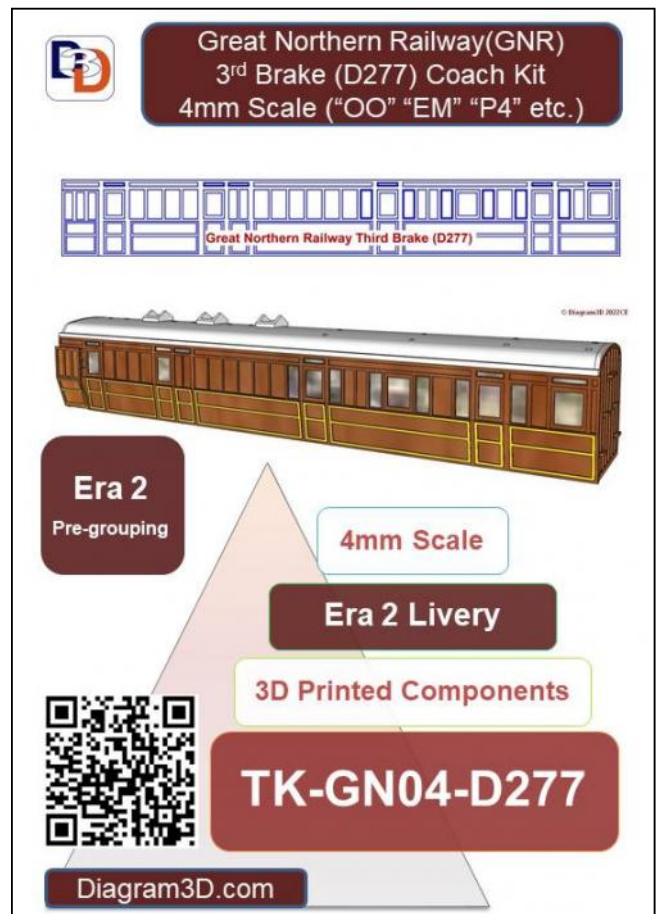 D3D
Great Northern Railway(GNR)
3rd Brake (D277) Coach Kit
4mm Scale (“OO” “EM” “P4” etc.)
Great Northern Railway Third Brake (D277)
© Diagram3D 2022CE
Era 2
Pre-grouping
4mm Scale
Era 2 Livery
3D Printed Components
TK-GN04-D277
Diagram3D.com